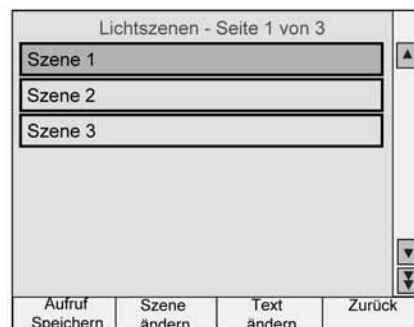 Lichtszenen - Seite 1 von 3
Szene 1
Szene 2
Szene 3
Aufruf
Speichern
Szene
ändern
Text
ändern
Zurück